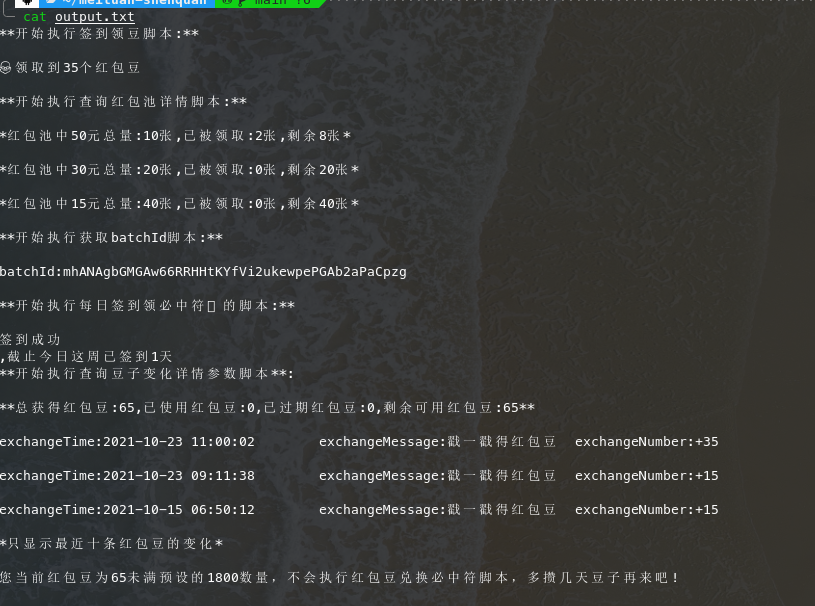 ~/meituan-shenquan main !6
cat output.txt
**开始执行签到领豆脚本:**
领取到35个红包豆
**开始执行查询红包池详情脚本:**
*红包池中50元总量:10张,已被领取:2张,剩余8张*
*红包池中30元总量:20张,已被领取:0张,剩余20张*
*红包池中15元总量:40张,已被领取:0张,剩余40张*
**开始执行获取batchId脚本:**
batchId:mhANAgbGMGAw66RRHHtKYfVi2ukewpePGAb2aPaCpzg
**开始执行每日签到领必中符 的脚本:**
签到成功
,截止今日这周已签到1天
**开始执行查询豆子变化详情参数脚本**:
**总获得红包豆:65,已使用红包豆:0,已过期红包豆:0,剩余可用红包豆:65**
exchangeTime:2021-10-23 11:00:02 exchangeMessage:戳一戳得红包豆 exchangeNumber:+35
exchangeTime:2021-10-23 09:11:38 exchangeMessage:戳一戳得红包豆 exchangeNumber:+15
exchangeTime:2021-10-15 06:50:12 exchangeMessage:戳一戳得红包豆 exchangeNumber:+15
*只显示最近十条红包豆的变化*
您当前红包豆为65未满预设的1800数量，不会执行红包豆兑换必中符脚本，多攒几天豆子再来吧!